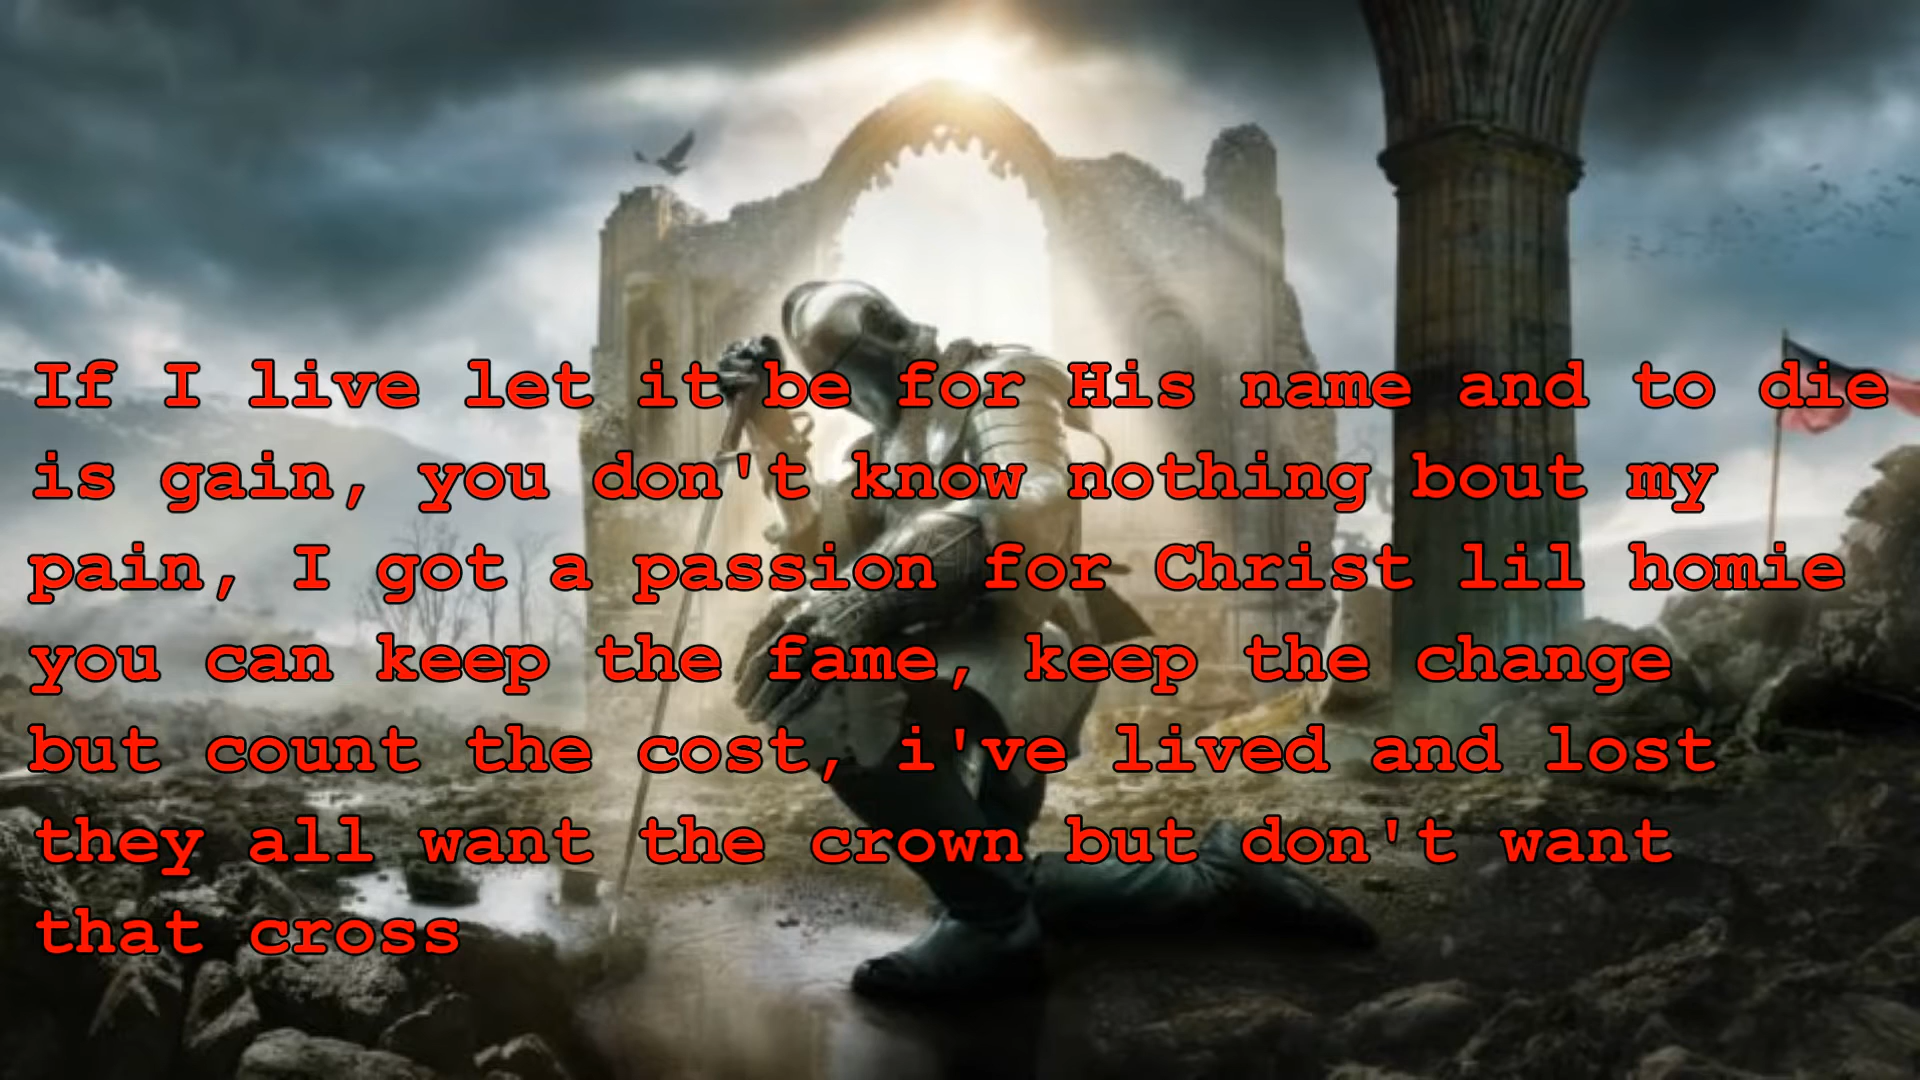 If I live let it be for His name and to die
is gain, you don't know nothing bout my
pain, I got a passion for Christ lil homie
you can keep the fame, keep the change
but count the cost, i've lived and lost
they all want the crown but don't want
that cross